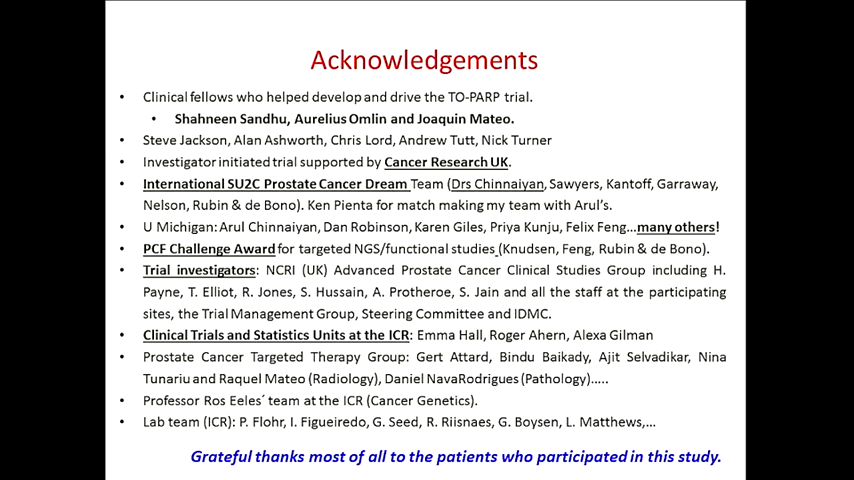 Acknowledgements
• Clinical fellows who helped develop and drive the TO-PARP trial.
• Shahneen Sandhu, Aurelius Omlin and Joaquin Mateo.
• Steve Jackson, Alan Ashworth, Chris Lord, Andrew Tutt, Nick Turner
• Investigator initiated trial supported by Cancer Research UK.
• International SU2C Prostate Cancer Dream Team (Drs Chinnaiyan, Sawyers, Kantoff, Garraway,
Nelson, Rubin & de Bono). Ken Pienta for match making my team with Arul's.
• U Michigan: Arul Chinnaiyan, Dan Robinson, Karen Giles, Priya Kunju, Felix Feng...many others!
• PCF Challenge Award for targeted NGS/functional studies (Knudsen, Feng, Rubin & de Bono).
• Trial investigators: NCRI (UK) Advanced Prostate Cancer Clinical Studies Group including H.
Payne, T. Elliot, R. Jones, S. Hussain, A. Protheroe, S. Jain and all the staff at the participating
sites, the Trial Management Group, Steering Committee and IDMC.
• Clinical Trials and Statistics Units at the ICR: Emma Hall, Roger Ahern, Alexa Gilman
• Prostate Cancer Targeted Therapy Group: Gert Attard, Bindu Baikady, Ajit Selvadikar, Nina
Tunariu and Raquel Mateo (Radiology), Daniel NavaRodrigues (Pathology).....
• Professor Ros Eeles´ team at the ICR (Cancer Genetics).
• Lab team (ICR): P. Flohr, I. Figueiredo, G. Seed, R. Riisnaes, G. Boysen, L. Matthews,...
Grateful thanks most of all to the patients who participated in this study.